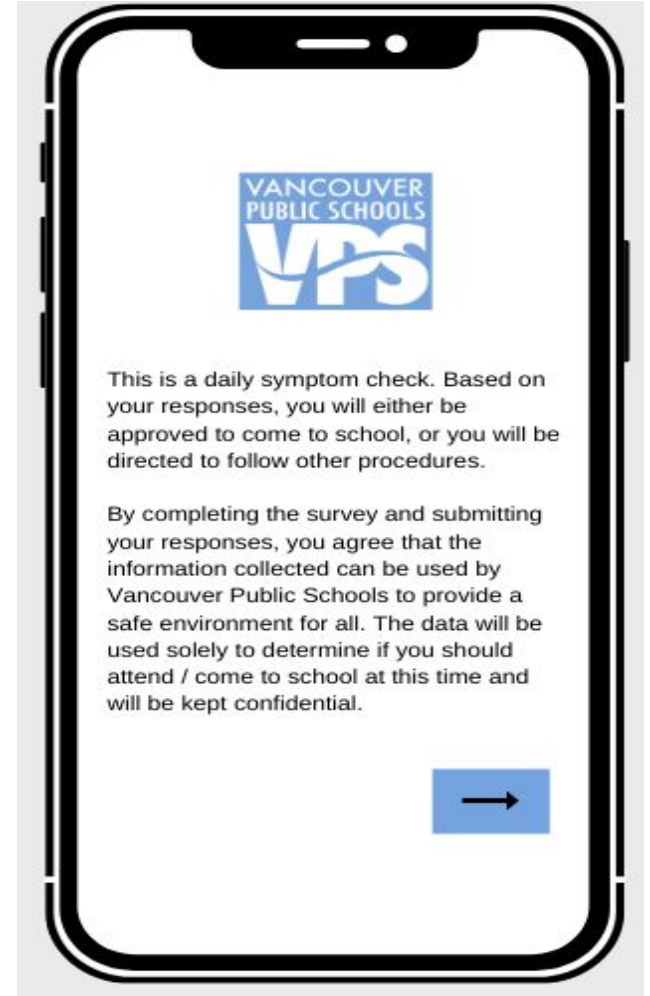 VANCOUVER
PUBLIC SCHOOLS
VPS
This is a daily symptom check. Based on
your responses, you will either be
approved to come to school, or you will be
directed to follow other procedures.
By completing the survey and submitting
your responses, you agree that the
information collected can be used by
Vancouver Public Schools to provide a
safe environment for all. The data will be
used solely to determine if you should
attend / come to school at this time and
will be kept confidential.